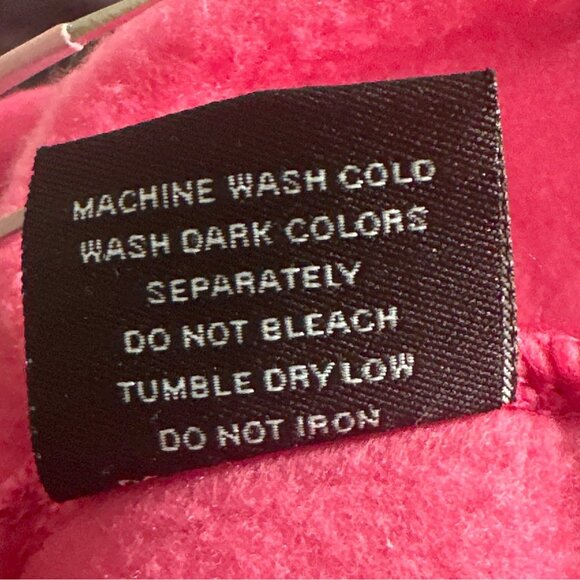 MACHINE WASH COLD
WASH DARK COLORS
SEPARATELY
DO NOT BLEACH
TUMBLE DRY LOW
DO NOT IRON